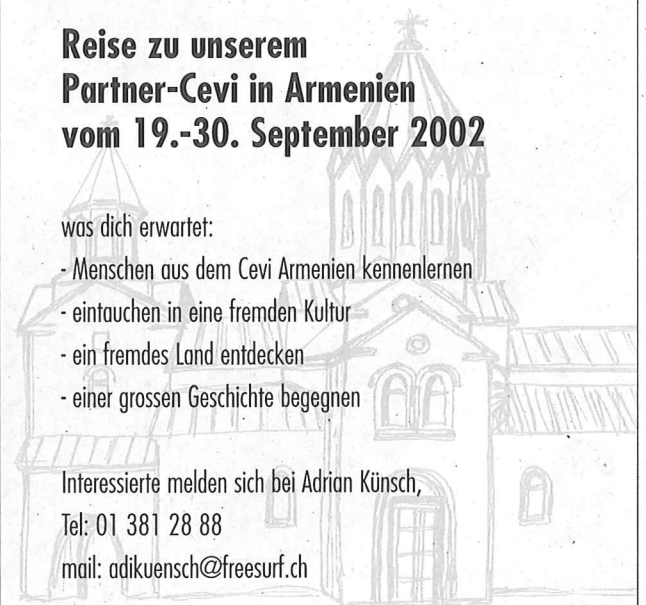 Reise zu unserem
Partner-Cevi in Armenien
vom 19.-30. September 2002
was dich erwartet:
- Menschen aus dem Cevi Armenien kennenlernen
- eintauchen in eine fremden Kultur
- ein fremdes Land entdecken
- einer grossen Geschichte begegnen
Interessierte melden sich bei Adrian Künsch,
Tel: 01 381 28 88
mail: adikuensch@freesurf.ch